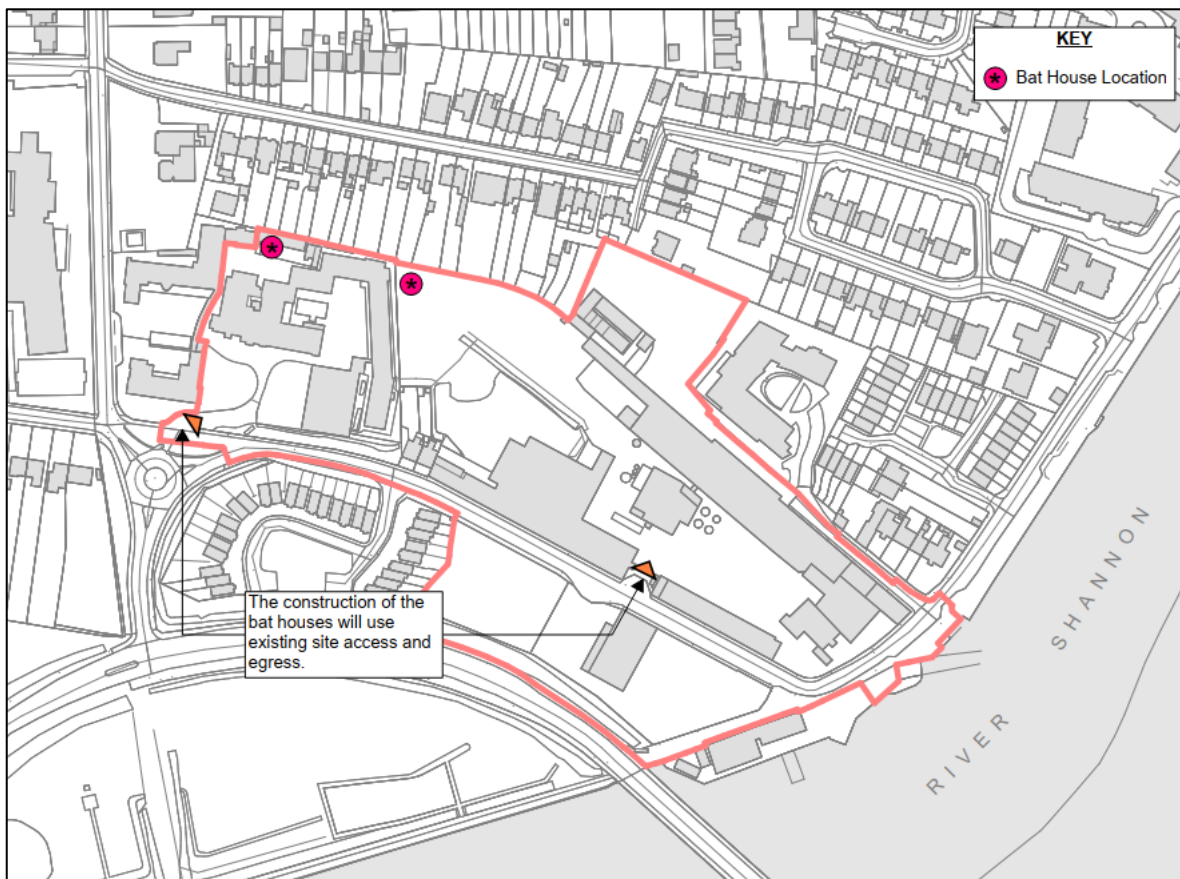 KEY
Bat House Location
The construction of the
bat houses will use
existing site access and
egress.
RIVER SHANNON